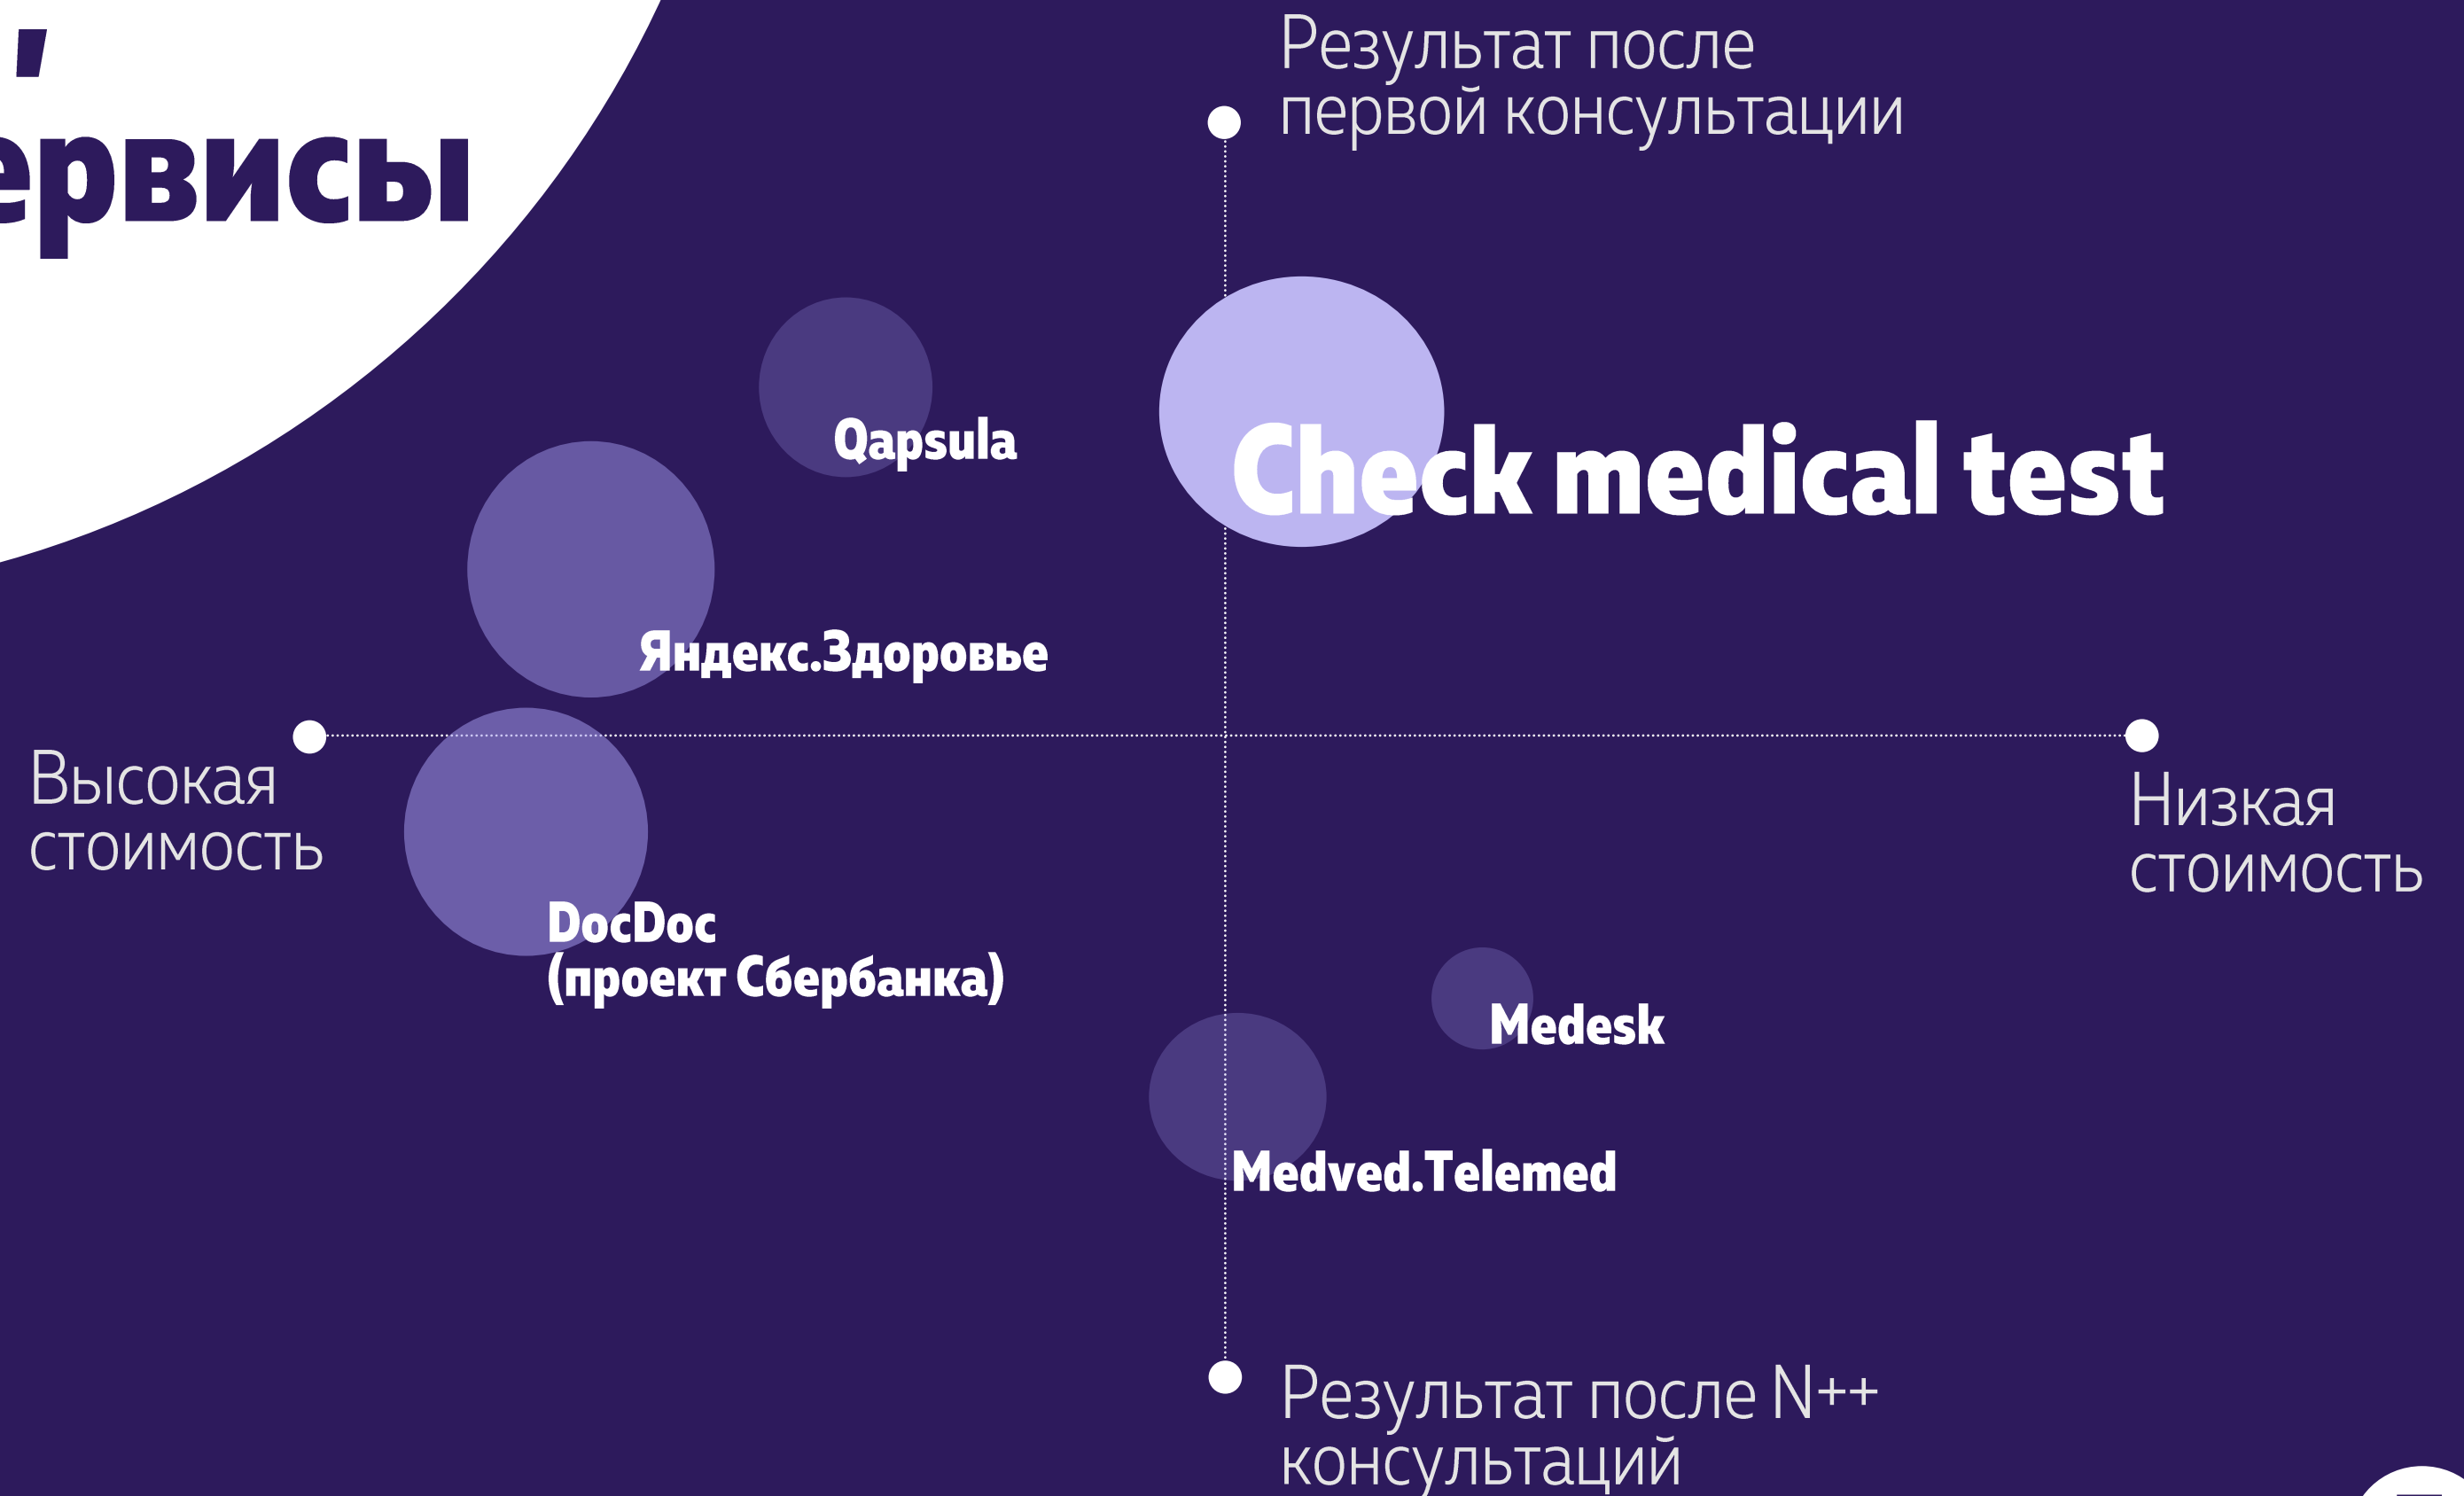 ервисы
Результат после
первой консультации
Qapsula
Check medical test
Яндекс.Здоровье
Высокая
стоимость
Низкая
стоимость
DocDoc
(проект Сбербанка)
Medesk
Medved.Telemed
Результат после N++
консультаций